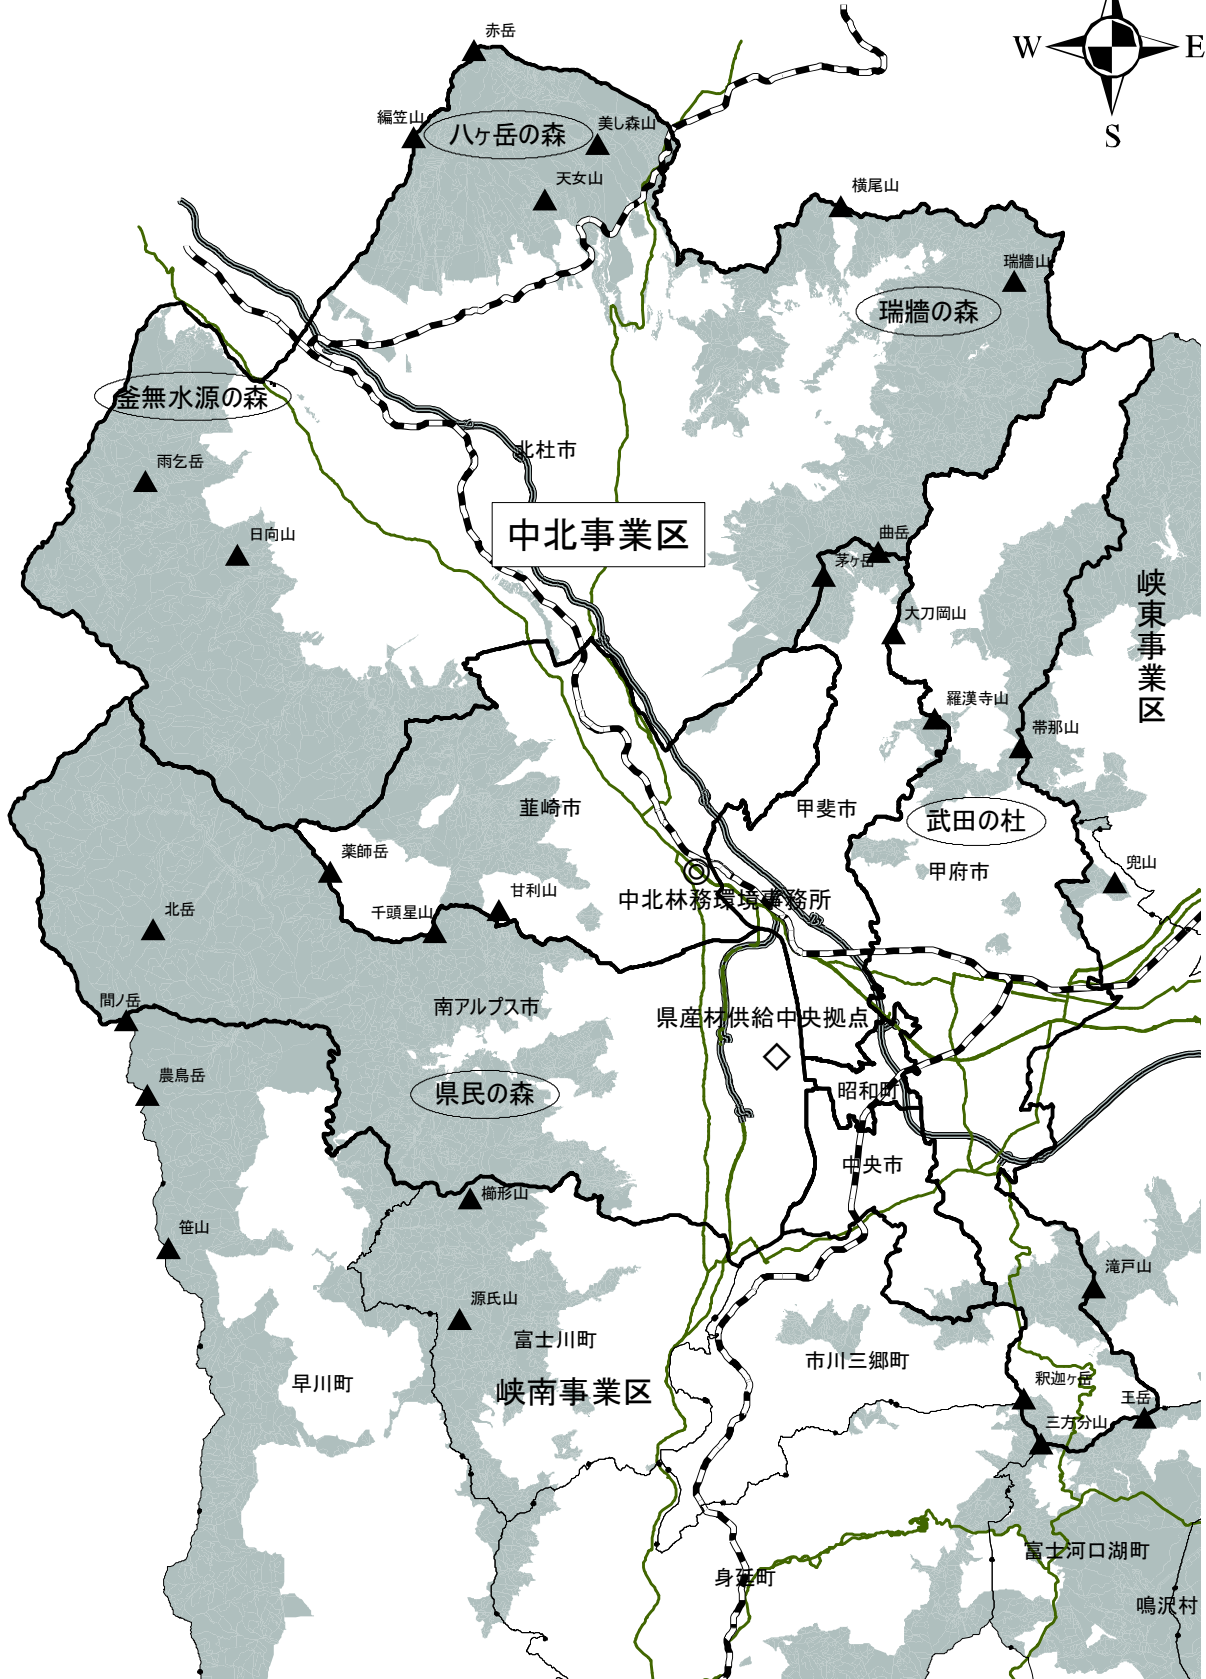 赤岳
W
E
S
編笠山
八ヶ岳の森
美し森山
天女山
横尾山
瑞牆山
瑞牆の森
釜無水源の森
北杜市
雨乞岳
日向山
中北事業区
曲岳
茅ヶ岳
峡東事業区
大刀岡山
羅漢寺山
帯那山
韮崎市
甲斐市
武田の杜
薬師岳
甲府市
兜山
甘利山
中北林務環境事務所
北岳
千頭星山
間ノ岳
南アルプス市
県産材供給中央拠点
農鳥岳
県民の森
昭和町
中央市
櫛形山
笹山
滝戸山
源氏山
富士川町
市川三郷町
早川町
峡南事業区
釈迦ヶ岳
王岳
三方分山
富士河口湖町
身延町
鳴沢村